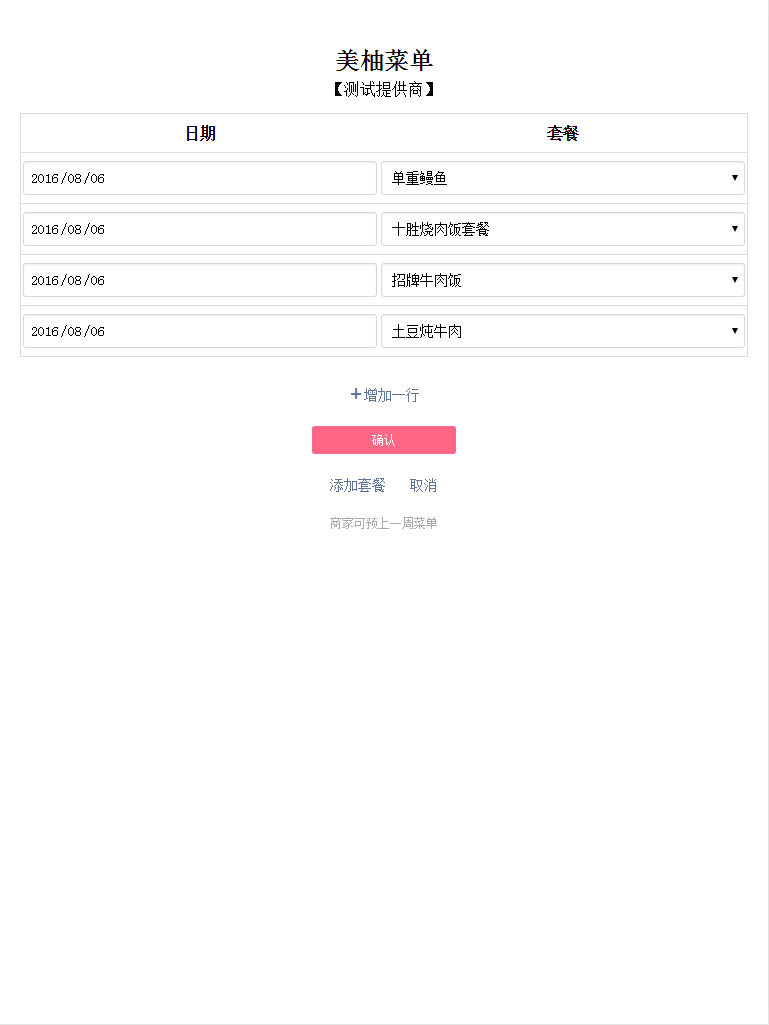 美柚菜单
【测试提供商】
日期 套餐
2016/08/06 单重鳗鱼
2016/08/06 十胜烧肉饭套餐
2016/08/06 招牌牛肉饭
2016/08/06 土豆炖牛肉
+增加一行
确认
添加套餐 取消
商家可预上一周菜单